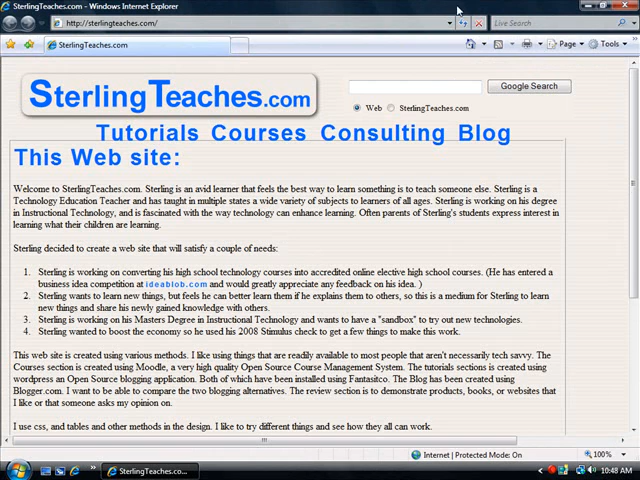 SterlingTeaches.com - Windows Internet Explorer
http://sterlingteaches.com/
Live Search
SterlingTeaches.com
Page
Tools
SterlingTeaches.com
Google Search
Web
SterlingTeaches.com
Tutorials Courses Consulting Blog
This Web site:
Welcome to SterlingTeaches.com. Sterling is an avid learner that feels the best way to learn something is to teach someone else. Sterling is a
Technology Education Teacher and has taught in multiple states a wide variety of subjects to learners of all ages. Sterling is working on his degree
in Instructional Technology, and is fascinated with the way technology can enhance learning. Often parents of Sterling's students express interest in
learning what their children are learning.
Sterling decided to create a web site that will satisfy a couple of needs:
1. Sterling is working on converting his high school technology courses into accredited online elective high school courses. (He has entered a
business idea competition at ideablob.com and would greatly appreciate any feedback on his idea. )
2. Sterling wants to learn new things, but feels he can better learn them if he explains them to others, so this is a medium for Sterling to learn
new things and share his newly gained knowledge with others.
3. Sterling is working on his Masters Degree in Instructional Technology and wants to have a "sandbox" to try out new technologies.
4. Sterling wanted to boost the economy so he used his 2008 Stimulus check to get a few things to make this work.
This web site is created using various methods. I like using things that are readily available to most people that aren't necessarily tech savvy. The
Courses section is created using Moodle, a very high quality Open Source Course Management System. The tutorials section is created using
wordpress an Open Source blogging application. Both of which have been installed using Fantasitco. The Blog has been created using
Blogger.com. I want to be able to compare the two blogging alternatives. The review section is to demonstrate products, books, or websites that
I like or that someone asks my opinion on.
I use css, and tables and other methods in the design. I like to try different things and see how they all can work.
Internet | Protected Mode: On
100%
SterlingTeaches.co...
10:48 AM